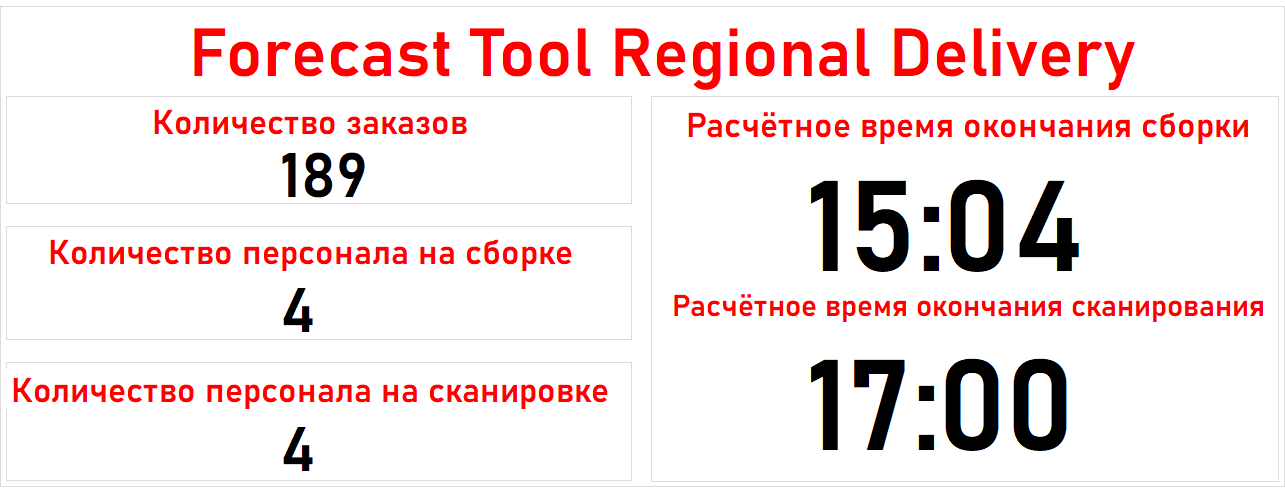 Forecast Tool Regional Delivery
Количество заказов
189
Количество персонала на сборке
4
Количество персонала на сканировке
4
Расчётное время окончания сборки
15:04
Расчётное время окончания сканирования
17:00